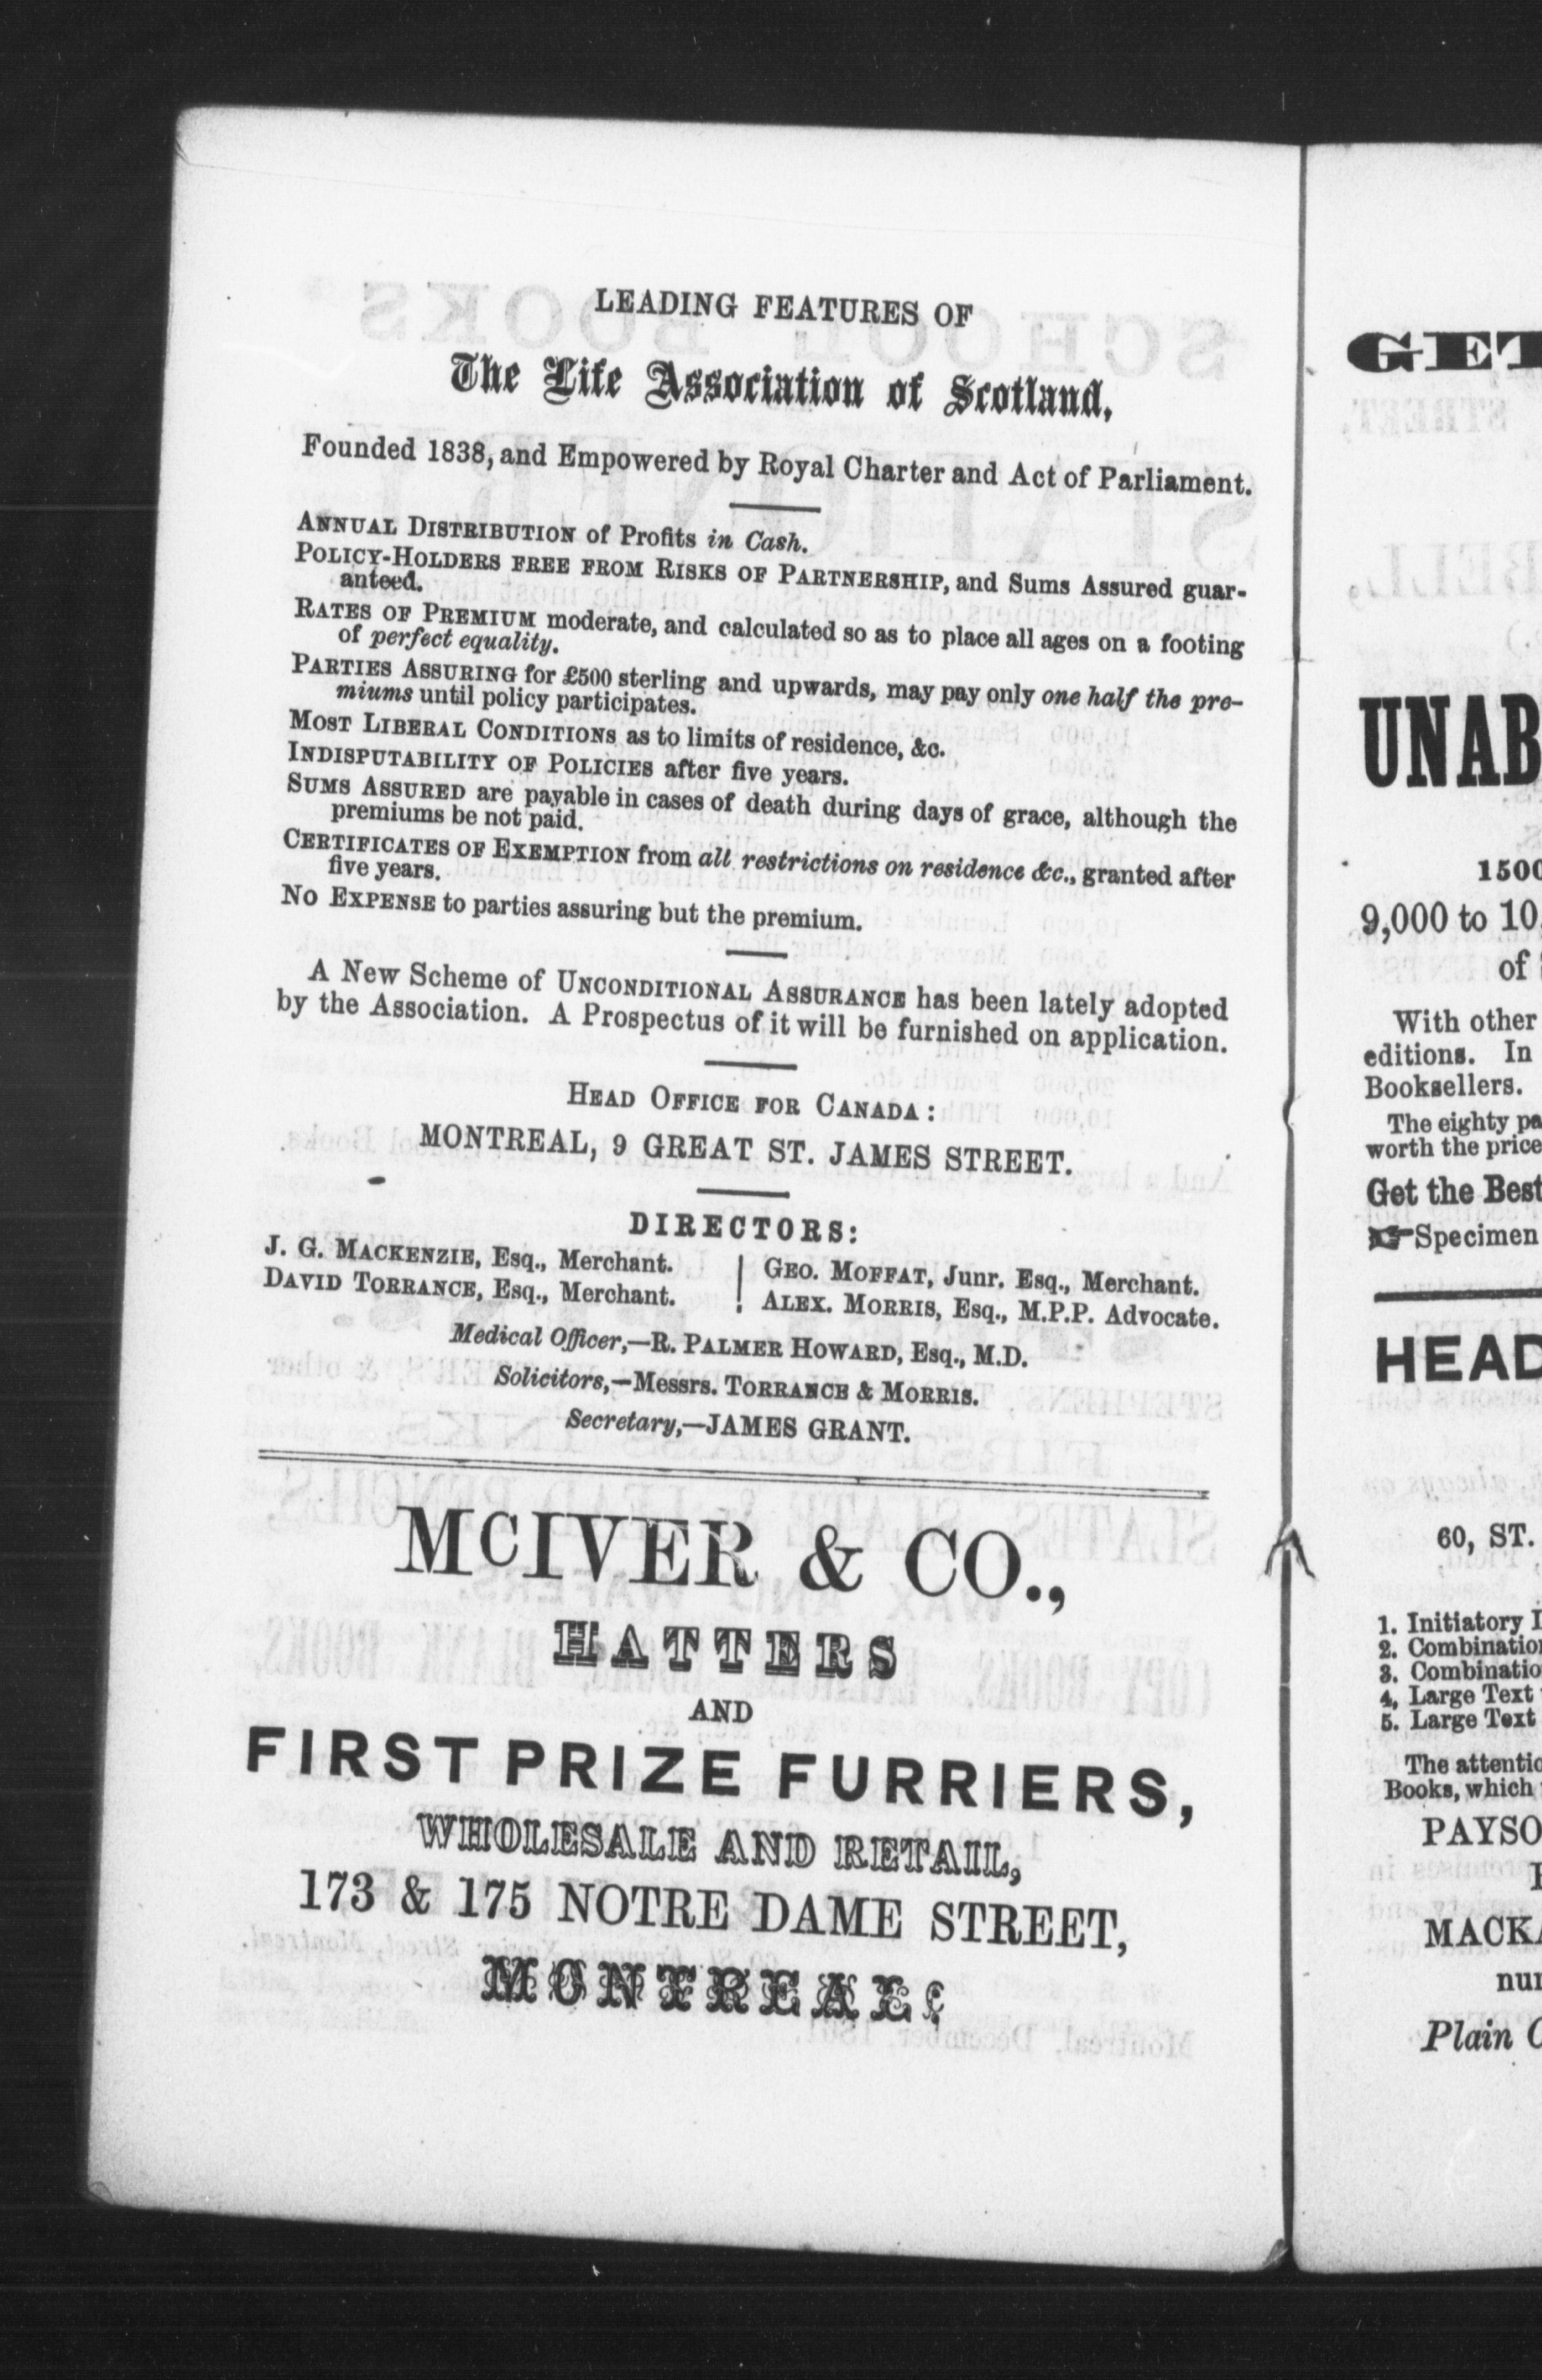 LEADING FEATURES OF
The Life Association of Scotland,
Founded 1838, and Empowered by Royal Charter and Act of Parliament.
ANNUAL DISTRIBUTION of Profits in Cash.
POLICY-HOLDERS FREE FROM RISKS OF PARTNERSHIP, and Sums Assured guar-
anteed.
RATES OF PREMIUM moderate, and calculated so as to place all ages on a footing
of perfect equality.
PARTIES ASSURING for £500 sterling and upwards, may pay only one half the pre-
miums until policy participates.
MOST LIBERAL CONDITIONS as to limits of residence, &c.
INDISPUTABILITY OF POLICIES after five years.
SUMS ASSURED are payable in cases of death during days of grace, although the
premiums be not paid.
CERTIFICATES OF EXEMPTION from all restrictions on residence &c., granted after
five years.
NO EXPENSE to parties assuring but the premium.
A New Scheme of UNCONDITIONAL ASSURANCE has been lately adopted
by the Association. A Prospectus of it will be furnished on application.
HEAD OFFICE FOR CANADA:
MONTREAL, 9 GREAT ST. JAMES STREET.
DIRECTORS:
J. G. MACKENZIE, Esq., Merchant.
DAVID TORRANCE, Esq., Merchant.
GEO. MOFFAT, Junr. Esq., Merchant.
ALEX. MORRIS, Esq., M.P.P. Advocate.
Medical Officer,—R. PALMER HOWARD, Esq., M.D.
Solicitors,—Messrs. TORRANCE & MORRIS.
Secretary,—JAMES GRANT.
MCIVER & CO.,
HATTERS
AND
FIRST PRIZE FURRIERS,
WHOLESALE AND RETAIL,
173 & 175 NOTRE DAME STREET,
MONTREAL.
GET
UNAB
1500
9,000 to 10,
of
With other
editions. In
Booksellers.
The eighty pa
worth the price
Get the Best
Specimen
HEAD
60, ST.
1. Initiatory
2. Combination
3. Combinatio
4, Large Text
5. Large Text
The attentio
Books, which
PAYSO
MACKA
nur
Plain C